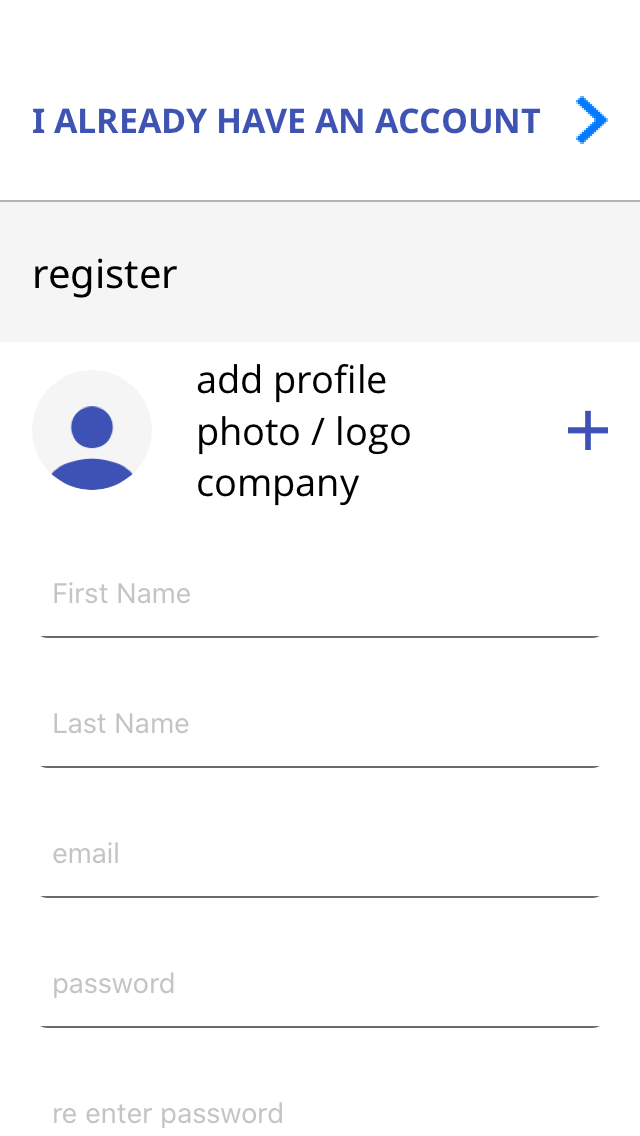 I ALREADY HAVE AN ACCOUNT
register
add profile
photo / logo
company
First Name
Last Name
email
password
re enter password